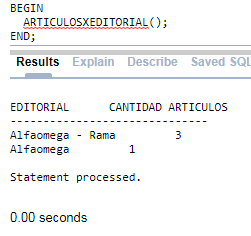 BEGIN
ARTICULOSXEDITORIAL();
END;
Results Explain Describe Saved SQL
EDITORIAL CANTIDAD ARTICULOS
------------------------------
Alfaomega - Rama 3
Alfaomega 1
Statement processed.
0.00 seconds